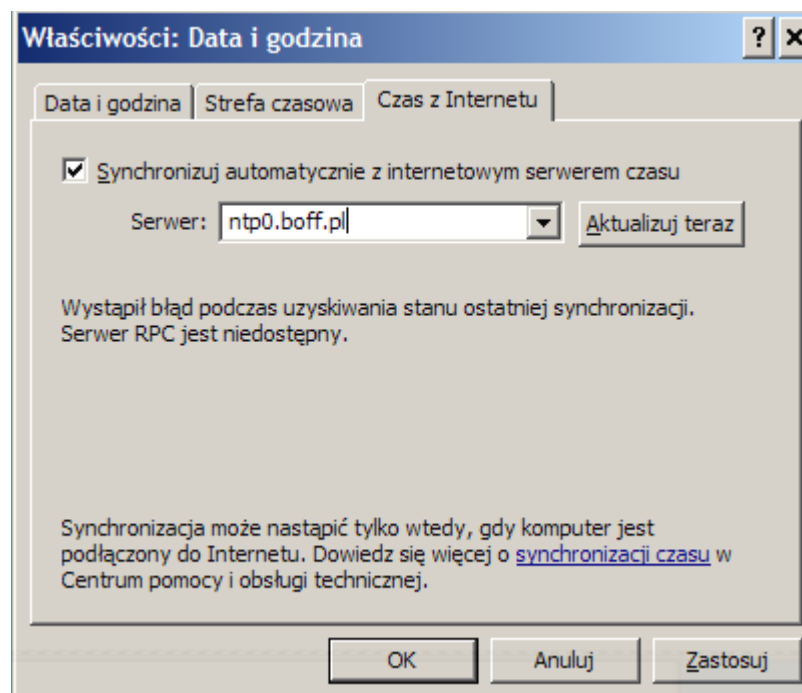 Właściwości: Data i godzina
Data i godzina Strefa czasowa Czas z Internetu
Synchronizuj automatycznie z internetowym serwerem czasu
Serwer: ntp0.boff.pl Aktualizuj teraz
Wystąpił błąd podczas uzyskiwania stanu ostatniej synchronizacji.
Serwer RPC jest niedostępny.
Synchronizacja może nastąpić tylko wtedy, gdy komputer jest
podłączony do Internetu. Dowiedz się więcej o synchronizacji czasu w
Centrum pomocy i obsługi technicznej.
OK Anuluj Zastosuj